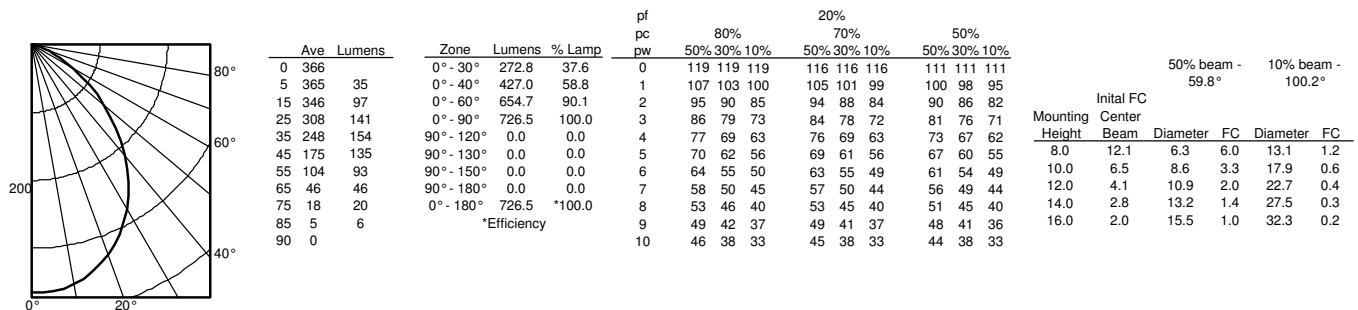 80°
60°
200
40°
0° 20°
Ave Lumens
0 366
5 365 35
15 346 97
25 308 141
35 248 154
45 175 135
55 104 93
65 46 46
75 18 20
85 5 6
90 0
Zone Lumens % Lamp
0°- 30° 272.8 37.6
0°- 40° 427.0 58.8
0°- 60° 654.7 90.1
0°- 90° 726.5 100.0
90°- 120° 0.0 0.0
90°- 130° 0.0 0.0
90°- 150° 0.0 0.0
90°- 180° 0.0 0.0
0°- 180° 726.5 *100.0
*Efficiency
pf 20%
pc 80% 70% 50%
pw 50% 30% 10% 50% 30% 10% 50% 30% 10%
0 119 119 119 116 116 116 111 111 111
1 107 103 100 105 101 99 100 98 95
2 95 90 85 94 88 84 90 86 82
3 86 79 73 84 78 72 81 76 71
4 77 69 63 76 69 63 73 67 62
5 70 62 56 69 61 56 67 60 55
6 64 55 50 63 55 49 61 54 49
7 58 50 45 57 50 44 56 49 44
8 53 46 40 53 45 40 51 45 40
9 49 42 37 49 41 37 48 41 36
10 46 38 33 45 38 33 44 38 33
50% beam - 10% beam -
59.8° 100.2°
Inital FC
Mounting Center
Height Beam Diameter FC Diameter FC
8.0 12.1 6.3 6.0 13.1 1.2
10.0 6.5 8.6 3.3 17.9 0.6
12.0 4.1 10.9 2.0 22.7 0.4
14.0 2.8 13.2 1.4 27.5 0.3
16.0 2.0 15.5 1.0 32.3 0.2